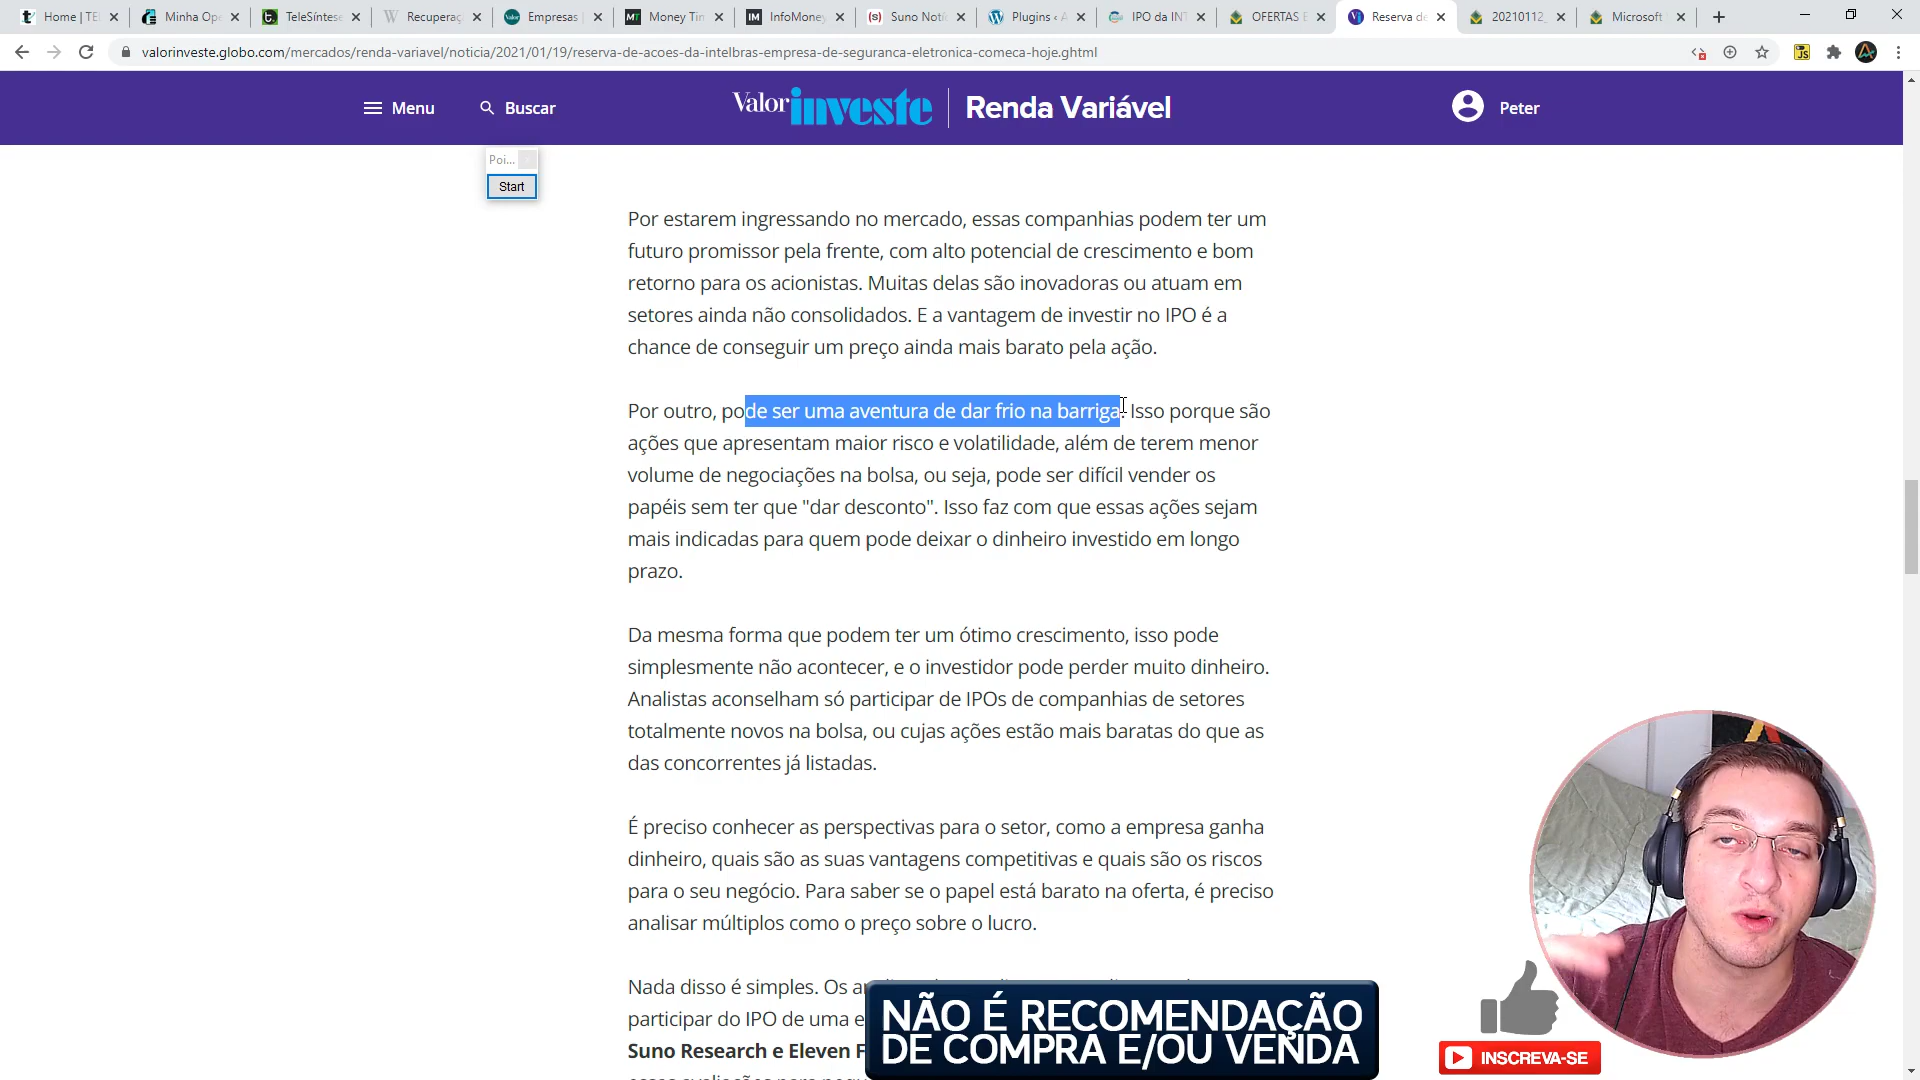 Home | TE
Minha Ope
TeleSíntese
Recuperaç
Empresas |
Money Tim
InfoMoney
Suno Notíc
Plugins ‹ A
IPO da INT
OFERTAS E
Reserva de
20210112_
Microsoft
valorinveste.globo.com/mercados/renda-variavel/noticia/2021/01/19/reserva-de-acoes-da-intelbras-empresa-de-seguranca-eletronica-comeca-hoje.ghtml
Menu
Buscar
Valor investe
Renda Variável
Peter
Poi...
Start
Por estarem ingressando no mercado, essas companhias podem ter um
futuro promissor pela frente, com alto potencial de crescimento e bom
retorno para os acionistas. Muitas delas são inovadoras ou atuam em
setores ainda não consolidados. E a vantagem de investir no IPO é a
chance de conseguir um preço ainda mais barato pela ação.
Por outro, pode ser uma aventura de dar frio na barriga. Isso porque são
ações que apresentam maior risco e volatilidade, além de terem menor
volume de negociações na bolsa, ou seja, pode ser difícil vender os
papéis sem ter que "dar desconto". Isso faz com que essas ações sejam
mais indicadas para quem pode deixar o dinheiro investido em longo
prazo.
Da mesma forma que podem ter um ótimo crescimento, isso pode
simplesmente não acontecer, e o investidor pode perder muito dinheiro.
Analistas aconselham só participar de IPOs de companhias de setores
totalmente novos na bolsa, ou cujas ações estão mais baratas do que as
das concorrentes já listadas.
É preciso conhecer as perspectivas para o setor, como a empresa ganha
dinheiro, quais são as suas vantagens competitivas e quais são os riscos
para o seu negócio. Para saber se o papel está barato na oferta, é preciso
analisar múltiplos como o preço sobre o lucro.
Nada disso é simples. Os
participar do IPO de uma
Suno Research e Eleven
NÃO É RECOMENDAÇÃO
DE COMPRA E/OU VENDA
INSCREVA-SE